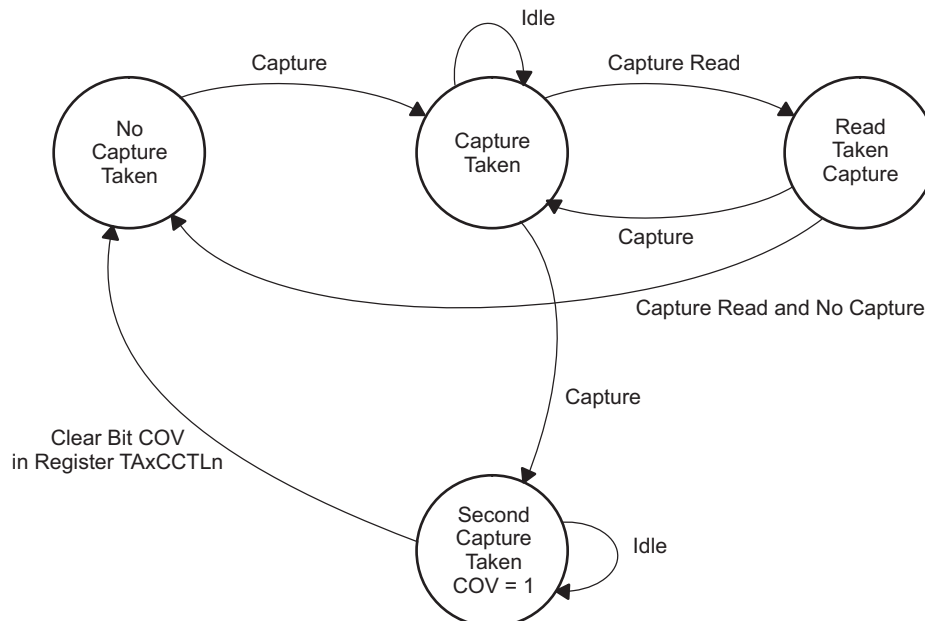 Idle
Capture
Capture Read
No
Capture
Taken
Capture
Taken
Read
Taken
Capture
Capture
Capture Read and No Capture
Capture
Clear Bit COV
in Register TAxCCTLn
Second
Capture
Taken
COV = 1
Idle